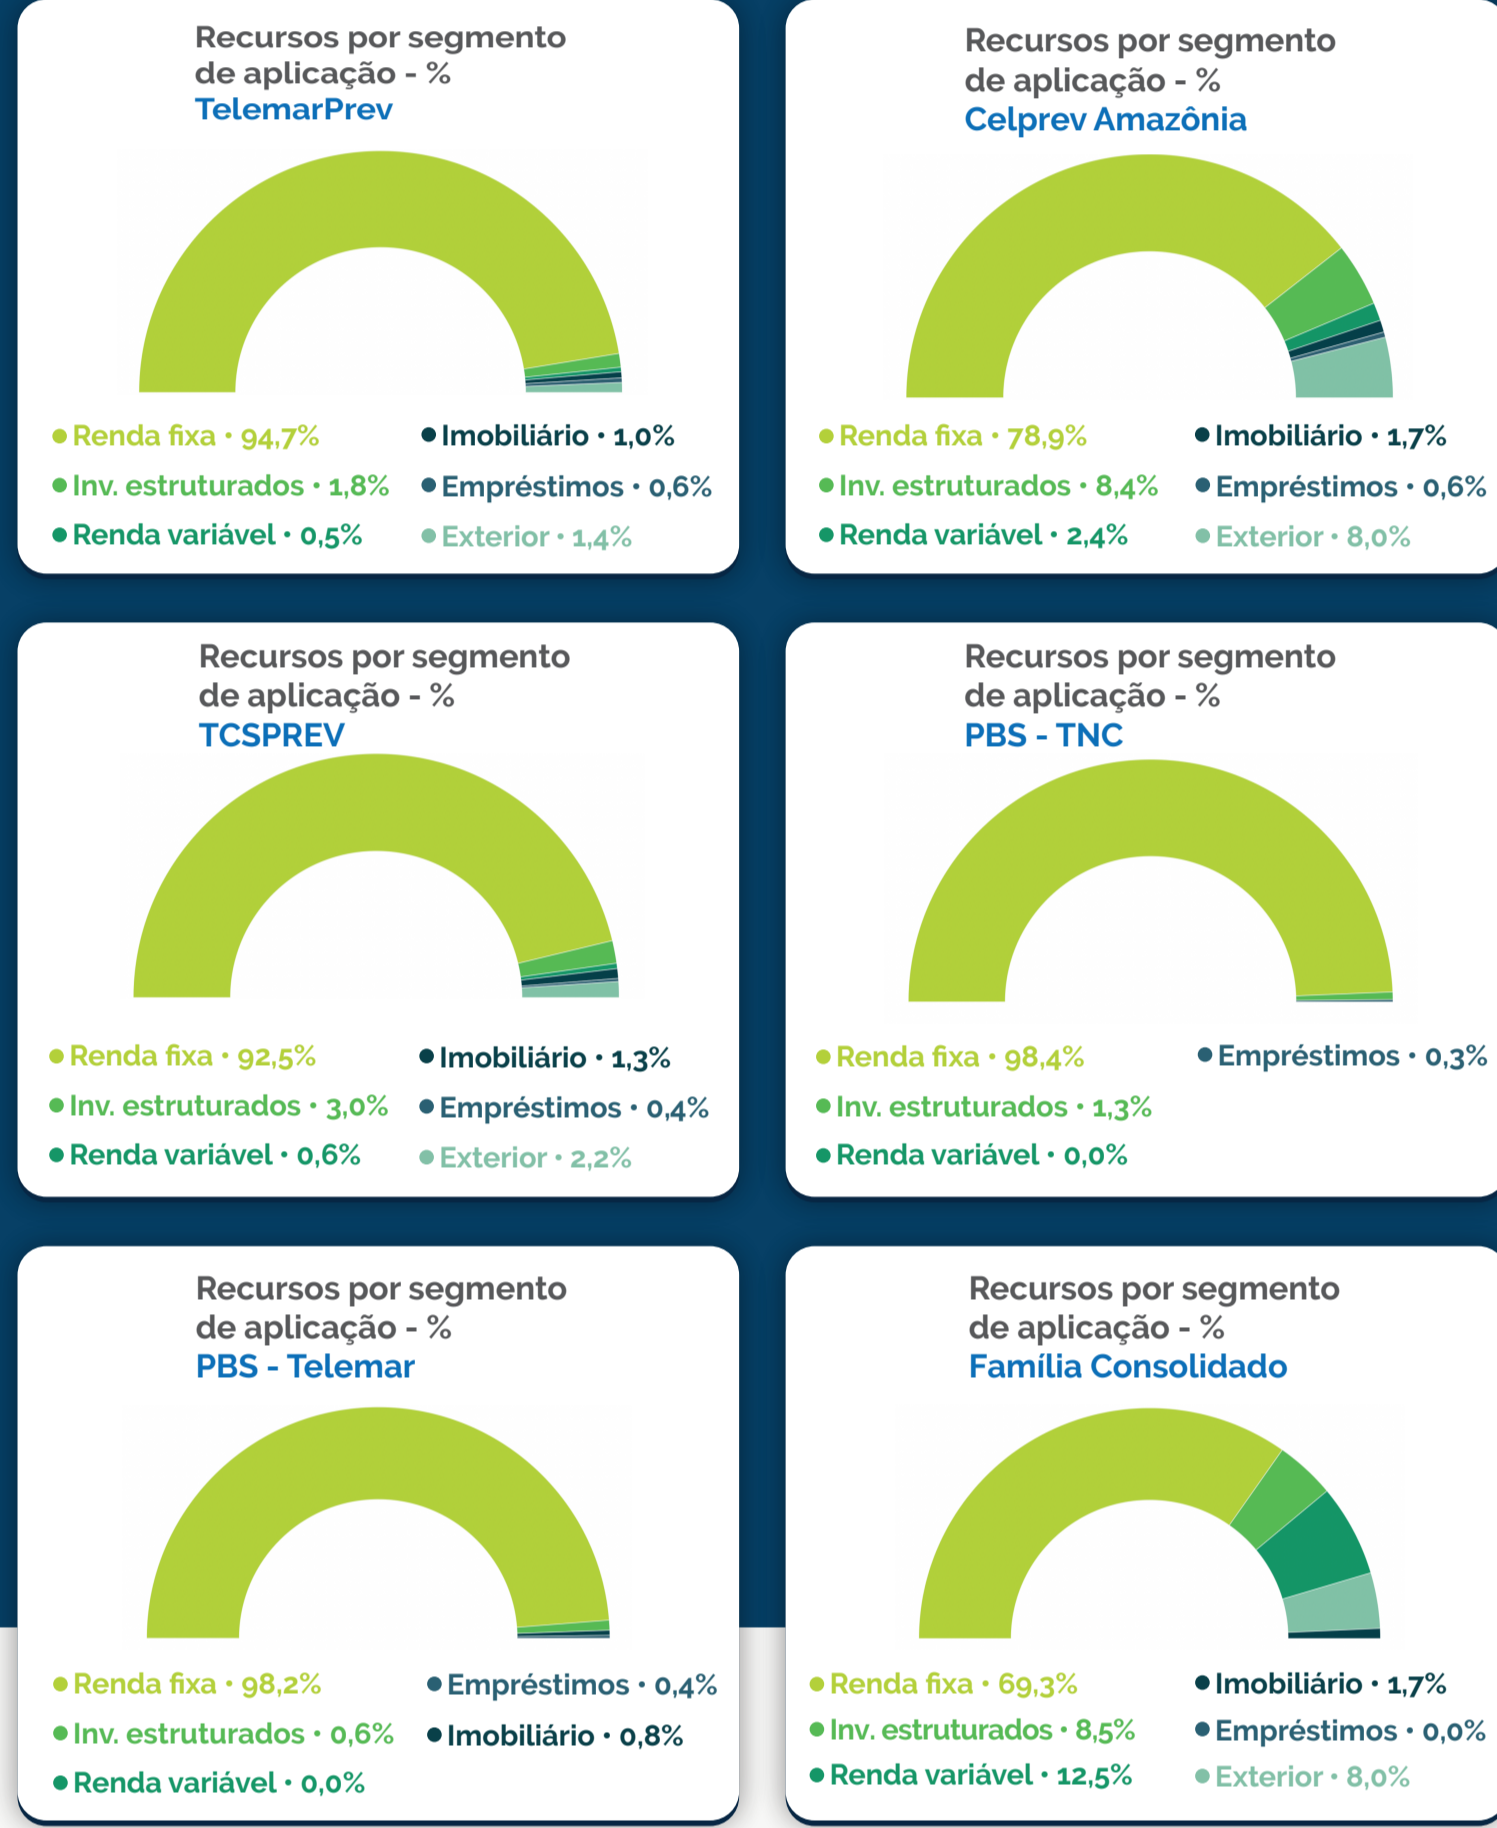 Recursos por segmento
de aplicação - %
TelemarPrev
Renda fixa • 94,7%
Inv. estruturados • 1,8%
Renda variável • 0,5%
Imobiliário • 1,0%
Empréstimos • 0,6%
Exterior • 1,4%
Recursos por segmento
de aplicação - %
Celprev Amazônia
Renda fixa • 78,9%
Inv. estruturados • 8,4%
Renda variável • 2,4%
Imobiliário • 1,7%
Empréstimos • 0,6%
Exterior • 8,0%
Recursos por segmento
de aplicação - %
TCSPREV
Renda fixa • 92,5%
Inv. estruturados • 3,0%
Renda variável • 0,6%
Imobiliário • 1,3%
Empréstimos • 0,4%
Exterior • 2,2%
Recursos por segmento
de aplicação - %
PBS - TNC
Renda fixa • 98,4%
Inv. estruturados • 1,3%
Renda variável • 0,0%
Empréstimos • 0,3%
Recursos por segmento
de aplicação - %
PBS - Telemar
Renda fixa • 98,2%
Inv. estruturados • 0,6%
Renda variável • 0,0%
Empréstimos • 0,4%
Imobiliário • 0,8%
Recursos por segmento
de aplicação - %
Família Consolidado
Renda fixa • 69,3%
Inv. estruturados • 8,5%
Renda variável • 12,5%
Imobiliário • 1,7%
Empréstimos • 0,0%
Exterior • 8,0%